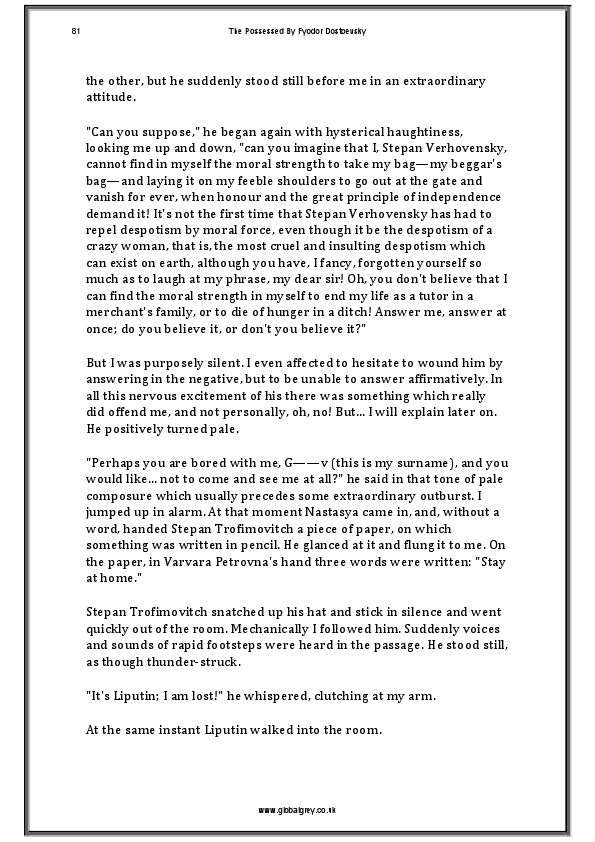 81 The Possessed By Fyodor Dostoevsky
the other, but he suddenly stood still before me in an extraordinary
attitude.
"Can you suppose," he began again with hysterical haughtiness,
looking me up and down, "can you imagine that I, Stepan Verhovensky,
cannot find in myself the moral strength to take my bag—my beggar's
bag—and laying it on my feeble shoulders to go out at the gate and
vanish for ever, when honour and the great principle of independence
demand it! It's not the first time that Stepan Verhovensky has had to
repel despotism by moral force, even though it be the despotism of a
crazy woman, that is, the most cruel and insulting despotism which
can exist on earth, although you have, I fancy, forgotten yourself so
much as to laugh at my phrase, my dear sir! Oh, you don't believe that I
can find the moral strength in myself to end my life as a tutor in a
merchant's family, or to die of hunger in a ditch! Answer me, answer at
once; do you believe it, or don't you believe it?"
But I was purposely silent. I even affected to hesitate to wound him by
answering in the negative, but to be unable to answer affirmatively. In
all this nervous excitement of his there was something which really
did offend me, and not personally, oh, no! But... I will explain later on.
He positively turned pale.
"Perhaps you are bored with me, G——v (this is my surname), and you
would like... not to come and see me at all?" he said in that tone of pale
composure which usually precedes some extraordinary outburst. I
jumped up in alarm. At that moment Nastasya came in, and, without a
word, handed Stepan Trofimovitch a piece of paper, on which
something was written in pencil. He glanced at it and flung it to me. On
the paper, in Varvara Petrovna's hand three words were written: "Stay
at home."
Stepan Trofimovitch snatched up his hat and stick in silence and went
quickly out of the room. Mechanically I followed him. Suddenly voices
and sounds of rapid footsteps were heard in the passage. He stood still,
as though thunder-struck.
"It's Liputin; I am lost!" he whispered, clutching at my arm.
At the same instant Liputin walked into the room.
www.globalgrey.co.uk